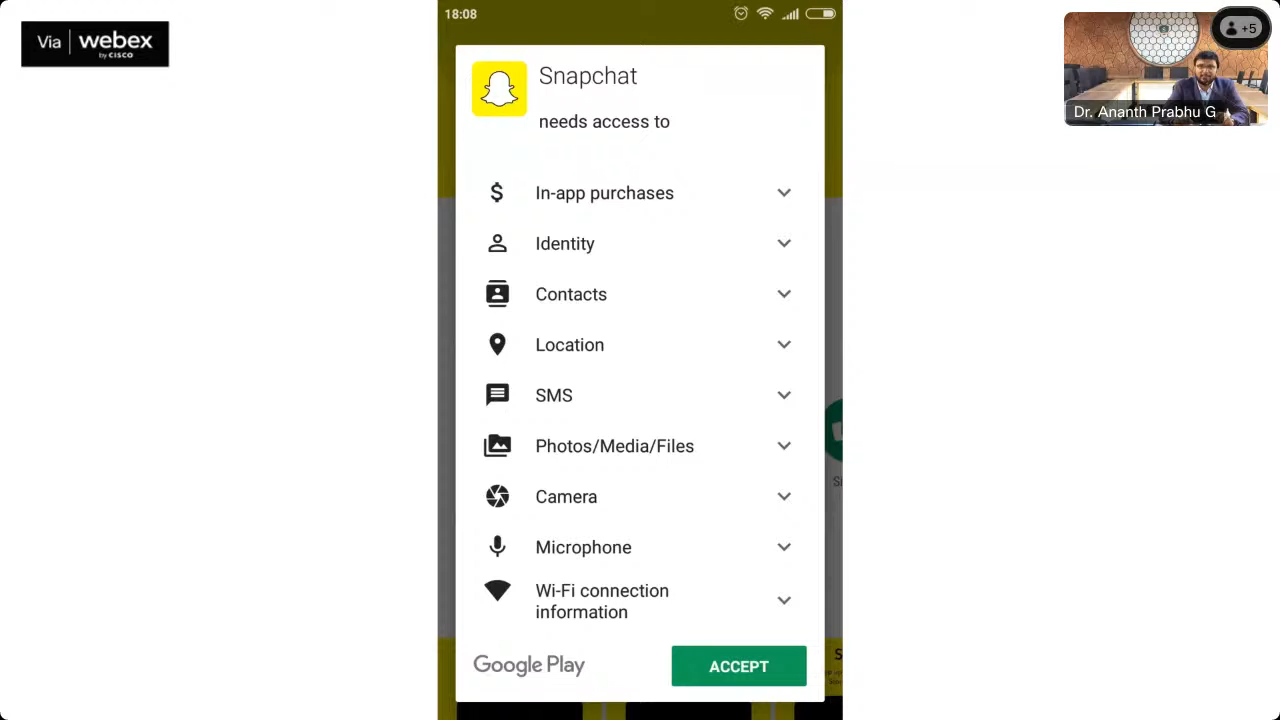 Via | webex
by CISCO
18:08
+5
Dr. Ananth Prabhu G
Snapchat
needs access to
In-app purchases
Identity
Contacts
Location
SMS
Photos/Media/Files
Camera
Microphone
Wi-Fi connection
information
Google Play
ACCEPT